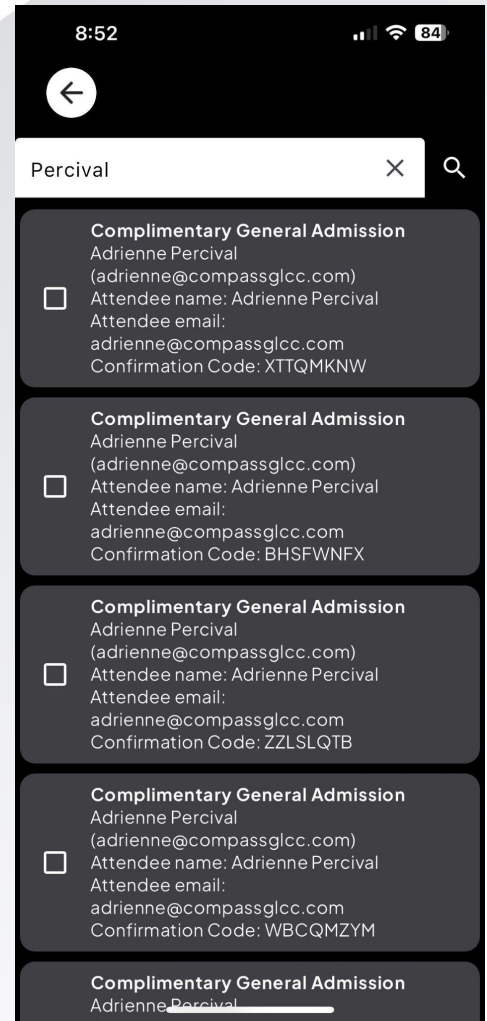 8:52
84
Percival
Complimentary General Admission
Adrienne Percival
(adrienne@compassglcc.com)
Attendee name: Adrienne Percival
Attendee email:
adrienne@compassglcc.com
Confirmation Code: XTTQMKNW
Complimentary General Admission
Adrienne Percival
(adrienne@compassglcc.com)
Attendee name: Adrienne Percival
Attendee email:
adrienne@compassglcc.com
Confirmation Code: BHSFWNFX
Complimentary General Admission
Adrienne Percival
(adrienne@compassglcc.com)
Attendee name: Adrienne Percival
Attendee email:
adrienne@compassglcc.com
Confirmation Code: ZZLSLQTB
Complimentary General Admission
Adrienne Percival
(adrienne@compassglcc.com)
Attendee name: Adrienne Percival
Attendee email:
adrienne@compassglcc.com
Confirmation Code: WBCQMZYM
Complimentary General Admission
Adrienne Percival